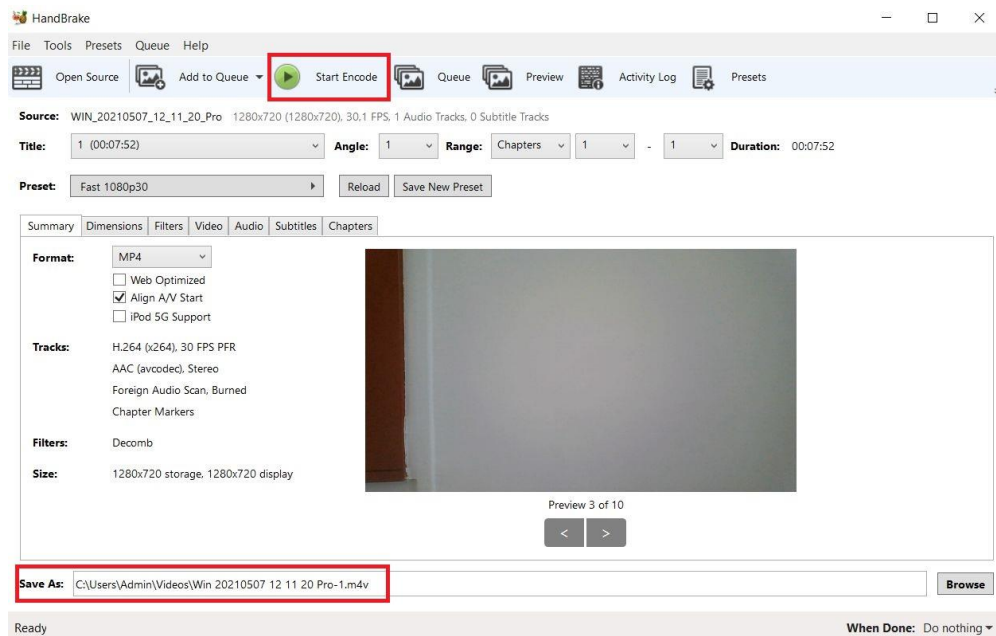 HandBrake
File Tools Presets Queue Help
Open Source Add to Queue Start Encode Queue Preview Activity Log Presets
Source: WIN_20210507_12_11_20_Pro 1280x720 (1280x720), 30.1 FPS, 1 Audio Tracks, 0 Subtitle Tracks
Title: 1 (00:07:52) Angle: 1 Range: Chapters 1 - 1 Duration: 00:07:52
Preset: Fast 1080p30 Reload Save New Preset
Summary Dimensions Filters Video Audio Subtitles Chapters
Format: MP4
Web Optimized
Align A/V Start
iPod 5G Support
Tracks: H.264 (x264), 30 FPS PFR
AAC (avcodec), Stereo
Foreign Audio Scan, Burned
Chapter Markers
Filters: Decomb
Size: 1280x720 storage, 1280x720 display
Preview 3 of 10
< >
Save As: C:\Users\Admin\Videos\Win 20210507 12 11 20 Pro-1.m4v Browse
Ready When Done: Do nothing